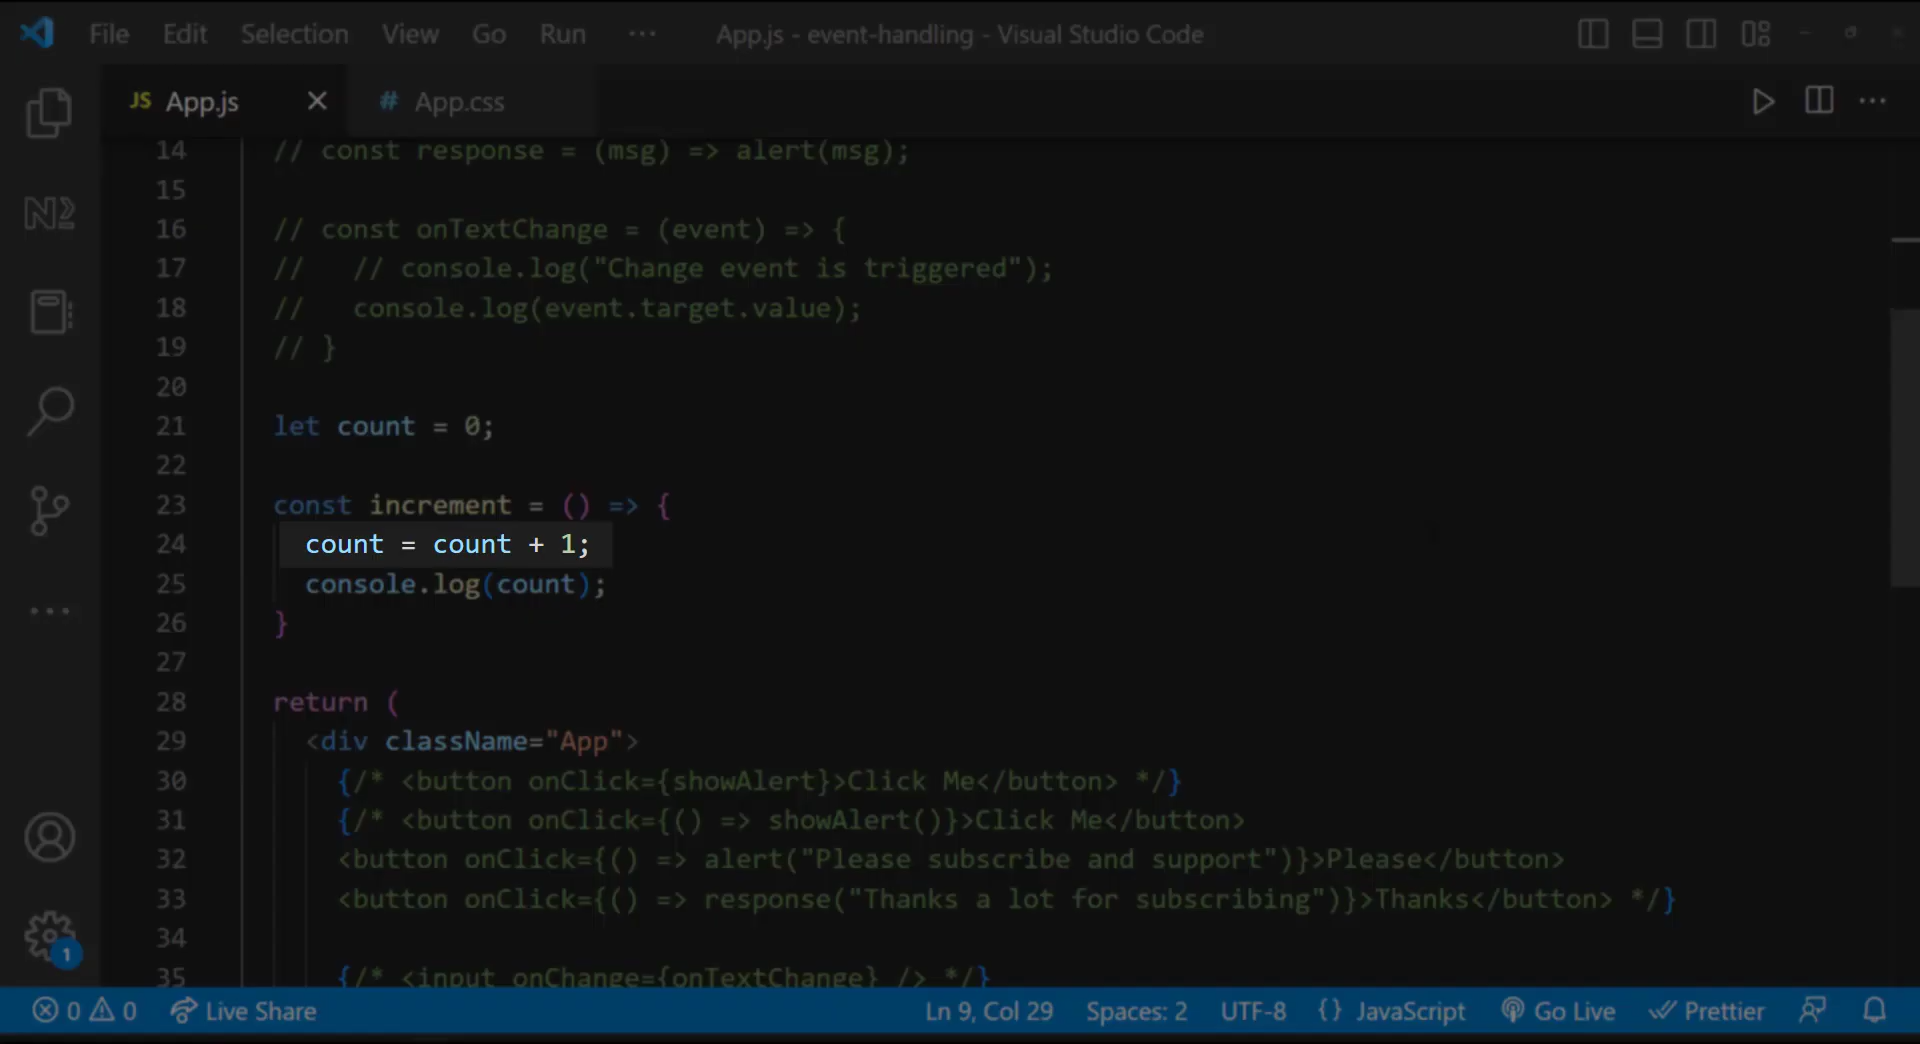 File Edit Selection View Go Run ··· App.js - event-handling - Visual Studio Code
JS App.js # App.css
14 // const response = (msg) => alert(msg);
15
16 // const onTextChange = (event) => {
17 //   // console.log("Change event is triggered");
18 //   console.log(event.target.value);
19 // }
20
21 let count = 0;
22
23 const increment = () => {
24 count = count + 1;
25 console.log(count);
26 }
27
28 return (
29 <div className="App">
30 {/* <button onClick={showAlert}>Click Me</button> */}
31 {/* <button onClick={() => showAlert()}>Click Me</button>
32 <button onClick={() => alert("Please subscribe and support")}>Please</button>
33 <button onClick={() => response("Thanks a lot for subscribing")}>Thanks</button> */}
34
35 {/* <input onChange={onTextChange} /> */}
1
0 0 Live Share Ln 9, Col 29 Spaces: 2 UTF-8 {} JavaScript Go Live Prettier